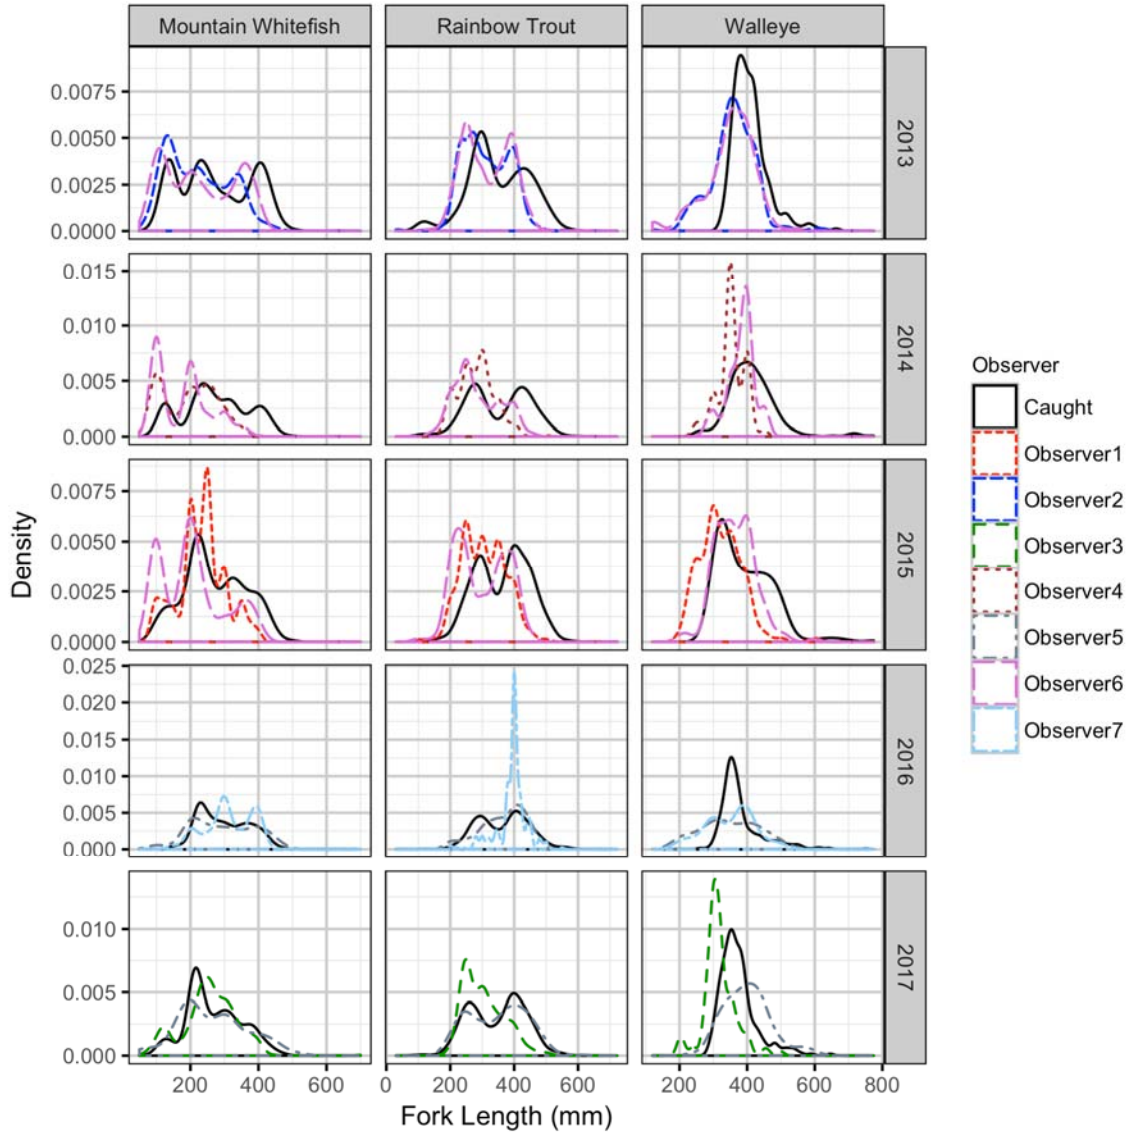 Mountain Whitefish
Rainbow Trout
Walleye
0.0075
0.0050
0.0025
0.0000
2013
0.015
0.010
0.005
0.000
2014
0.0075
0.0050
0.0025
0.0000
2015
0.025
0.020
0.015
0.010
0.005
0.000
2016
0.010
0.005
0.000
2017
200 400 600
0 200 400 600
200 400 600 800
Fork Length (mm)
Density
Observer
Caught
Observer1
Observer2
Observer3
Observer4
Observer5
Observer6
Observer7